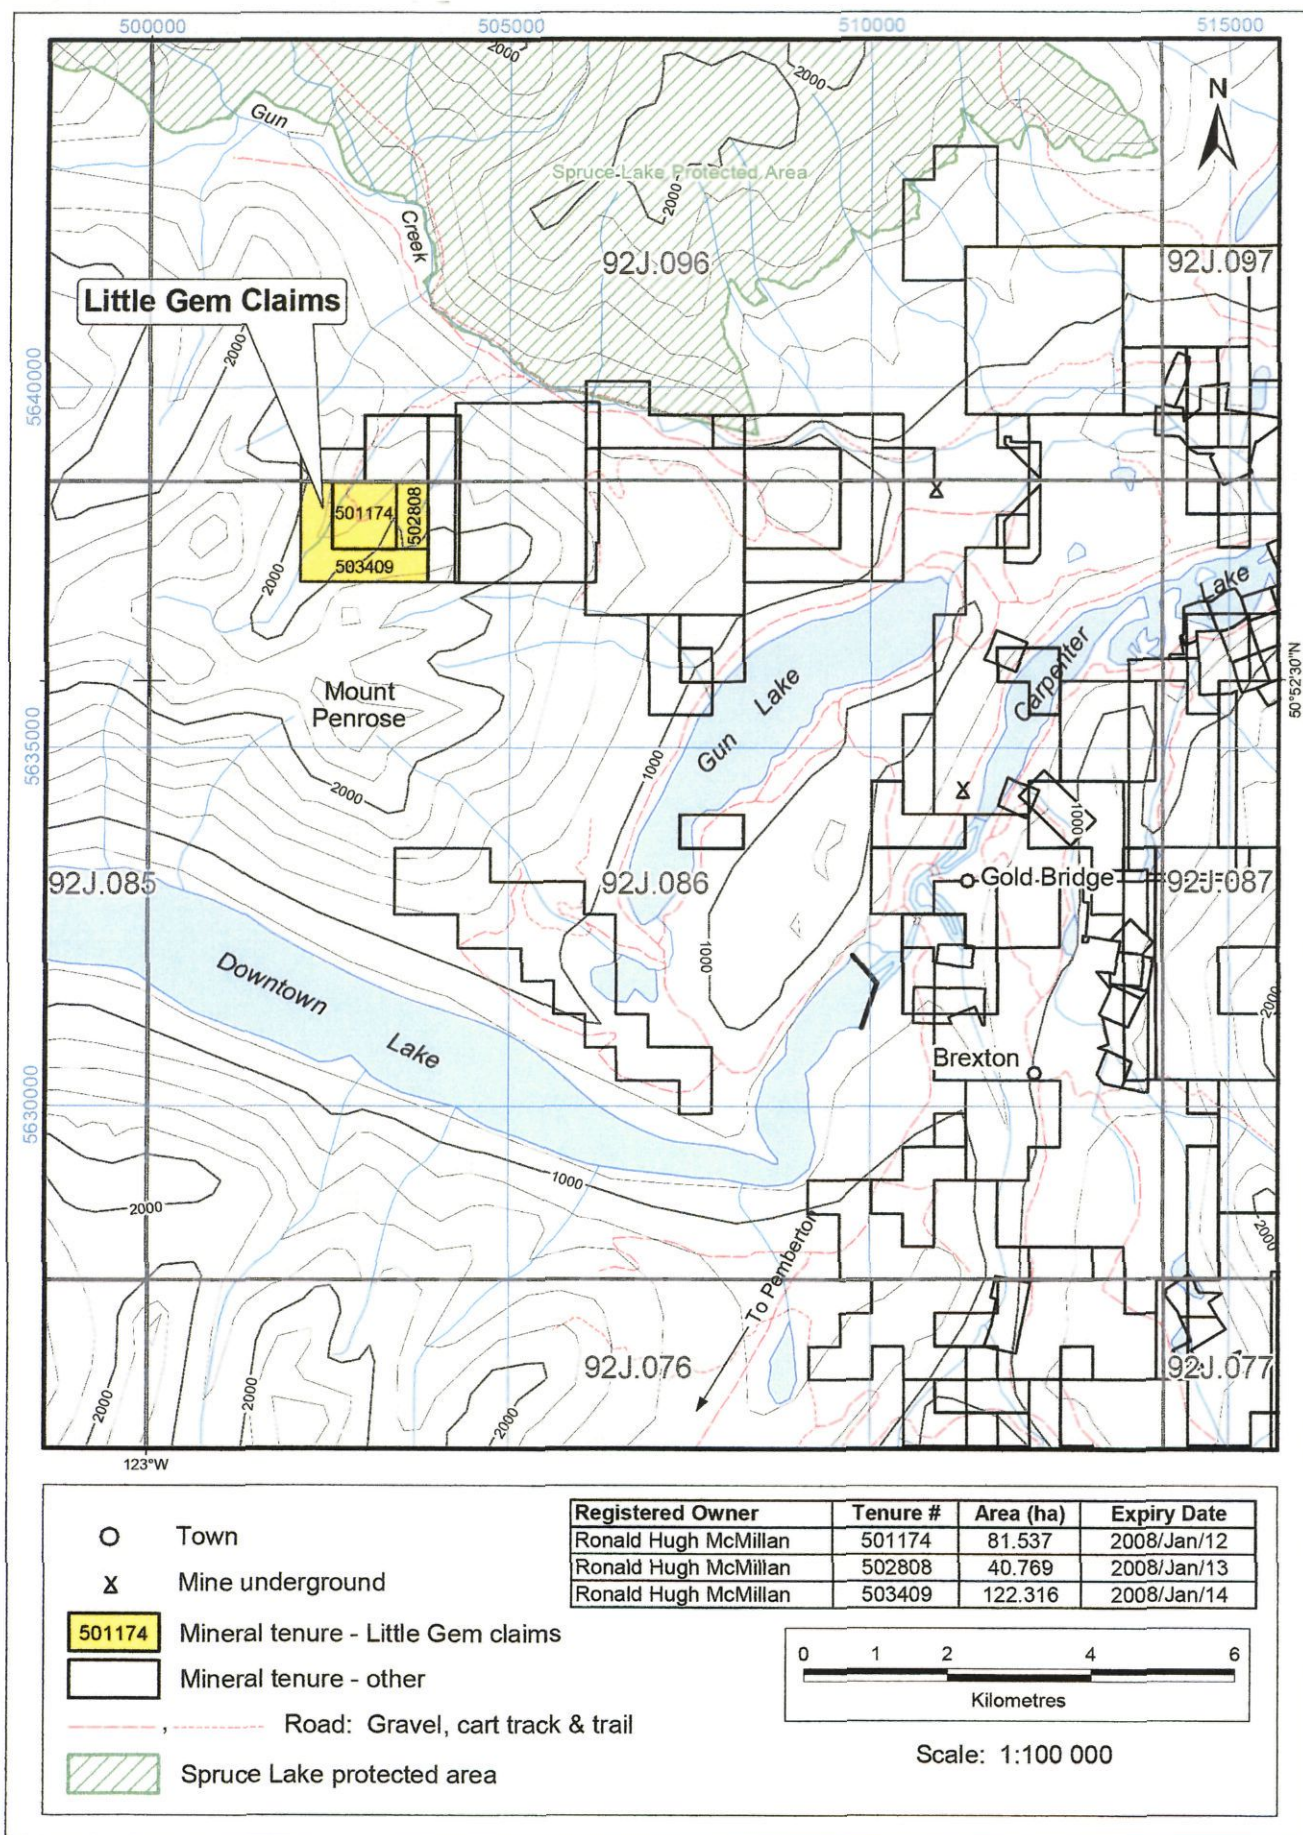 500000 505000 510000 515000
2000
2000
N
Gun
Spruce Lake Protected Area
2000
Creek
92J.096 92J.097
Little Gem Claims
2000
5640000
501174
502808
503409
2000
2000
Lake
Carpenter
Lake
Gun
50°52'30"N
Mount
Penrose
5635000
1000
2000
1000
92J.085 92J.086 Gold Bridge 92J.087
1000
Downtown
Lake
2000
Brexton
5630000
1000
2000
2000
To Pemberton
92J.076 92J.077
2000
2000
2000
123°W
Town
Mine underground
501174 Mineral tenure - Little Gem claims
Mineral tenure - other
, Road: Gravel, cart track & trail
Spruce Lake protected area
Registered Owner Tenure # Area (ha) Expiry Date
Ronald Hugh McMillan 501174 81.537 2008/Jan/12
Ronald Hugh McMillan 502808 40.769 2008/Jan/13
Ronald Hugh McMillan 503409 122.316 2008/Jan/14
0 1 2 4 6
Kilometres
Scale: 1:100 000